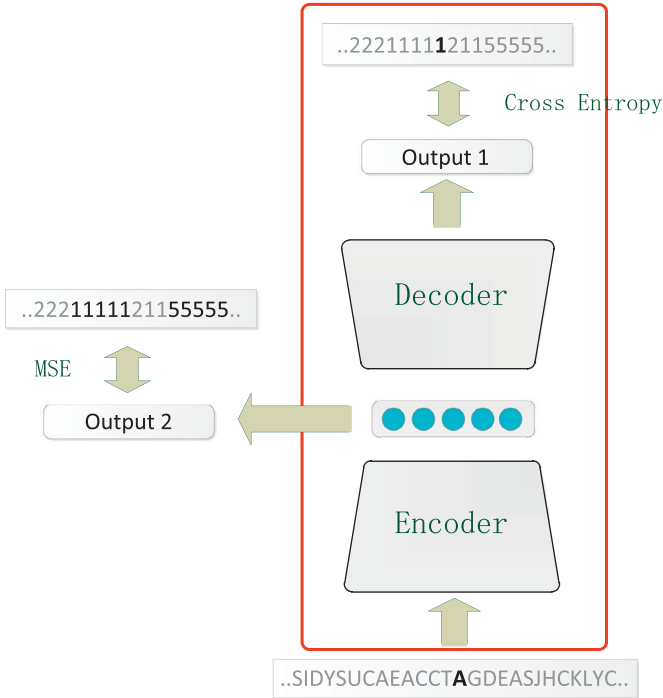 ..2221111121155555..
Cross Entropy
Output 1
Decoder
..2221111121155555..
MSE
Output 2
Encoder
..SIDYSUCAEACCTAGDEASJHCKLYC..